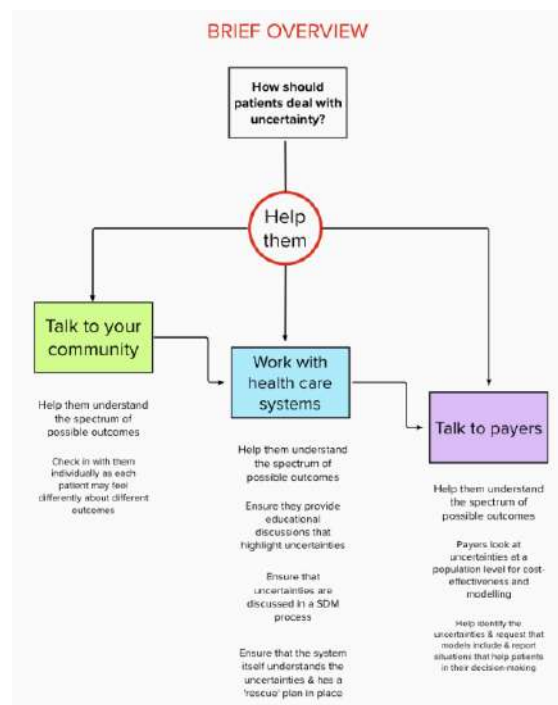 BRIEF OVERVIEW
How should
patients deal with
uncertainty?
Help
them
Talk to your
community
Help them understand
the spectrum of
possible outcomes
Check in with them
individually as each
patient may feel
differently about different
outcomes
Work with
health care
systems
Help them understand
the spectrum of
possible outcomes
Ensure they provide
educational
discussions that
highlight uncertainties
Ensure that
uncertainties are
discussed in a SDM
process
Ensure that the system
itself understands the
uncertainties & has a
'rescue' plan in place
Talk to payers
Help them understand
the spectrum of
possible outcomes
Payers look at
uncertainties at a
population level for cost-
effectiveness and
modelling
Help identify the
uncertainties & request that
models include & report
situations that help patients
in their decision-making